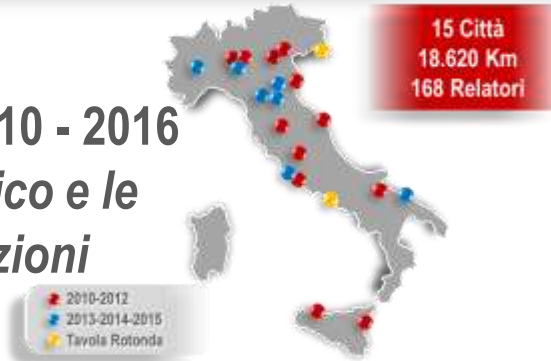 15 Città
18.620 Km
168 Relatori
10 - 2016
ico e le
zioni
2010-2012
2013-2014-2015
Tavola Rotonda